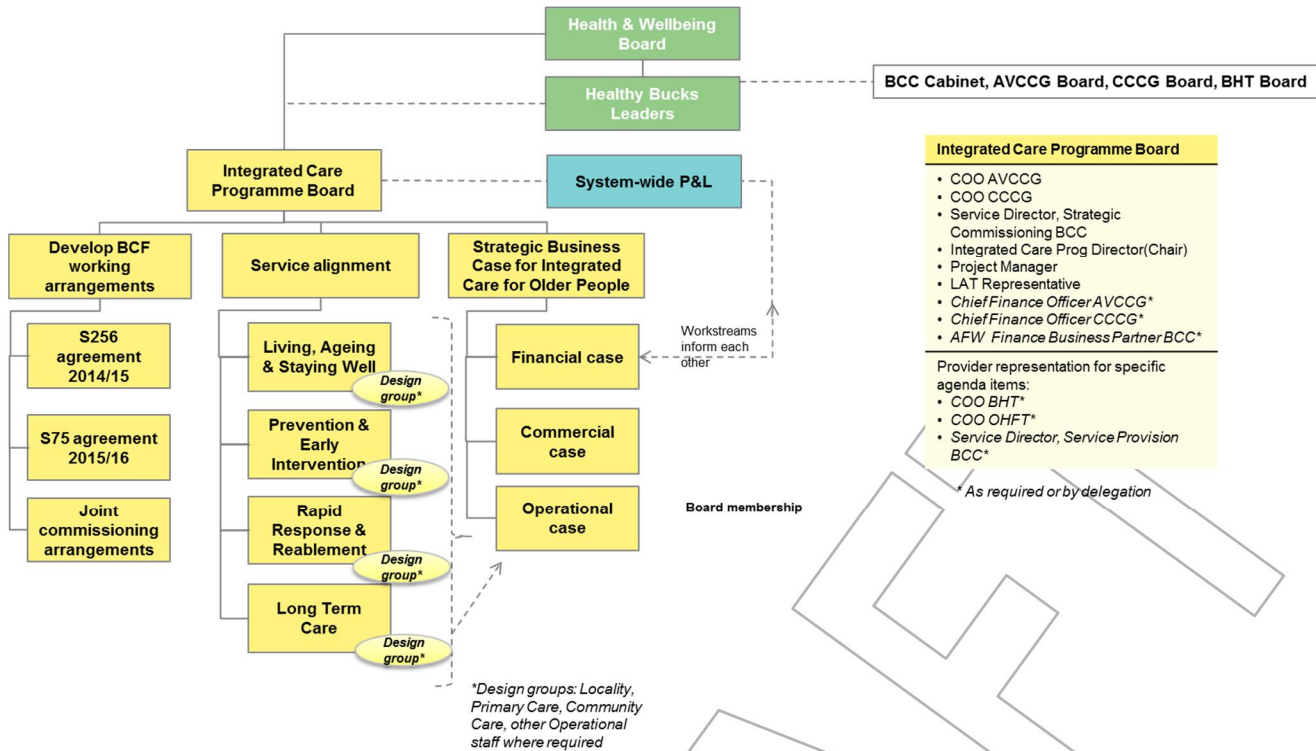 Health & Wellbeing
Board
Healthy Bucks
Leaders
BCC Cabinet, AVCCG Board, CCCG Board, BHT Board
Integrated Care
Programme Board
System-wide P&L
Develop BCF
working
arrangements
Service alignment
Strategic Business
Case for Integrated
Care for Older People
S256
agreement
2014/15
S75 agreement
2015/16
Joint
commissioning
arrangements
Living, Ageing
& Staying Well
Design
group*
Prevention &
Early
Intervention
Design
group*
Rapid
Response &
Reablement
Design
group*
Long Term
Care
Design
group*
Financial case
Commercial
case
Operational
case
Workstreams
inform each
other
*Design groups: Locality,
Primary Care, Community
Care, other Operational
staff where required
Board membership
Integrated Care Programme Board
• COO AVCCG
• COO CCCG
• Service Director, Strategic
Commissioning BCC
• Integrated Care Prog Director(Chair)
• Project Manager
• LAT Representative
• Chief Finance Officer AVCCG*
• Chief Finance Officer CCCG*
• AFW Finance Business Partner BCC*
Provider representation for specific
agenda items:
• COO BHT*
• COO OHFT*
• Service Director, Service Provision
BCC*
* As required or by delegation